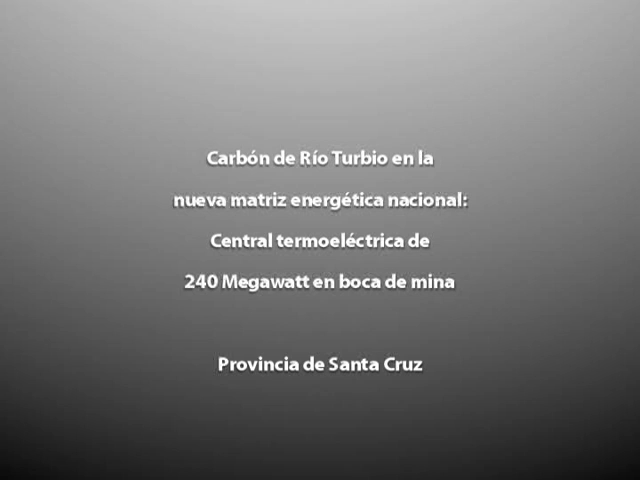 Carbón de Río Turbio en la
nueva matriz energética nacional:
Central termoeléctrica de
240 Megawatt en boca de mina
Provincia de Santa Cruz